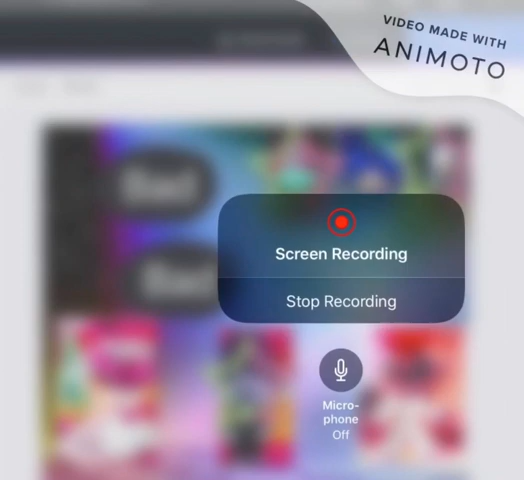 VIDEO MADE WITH
ANIMOTO
Screen Recording
Stop Recording
Micro-
phone
Off